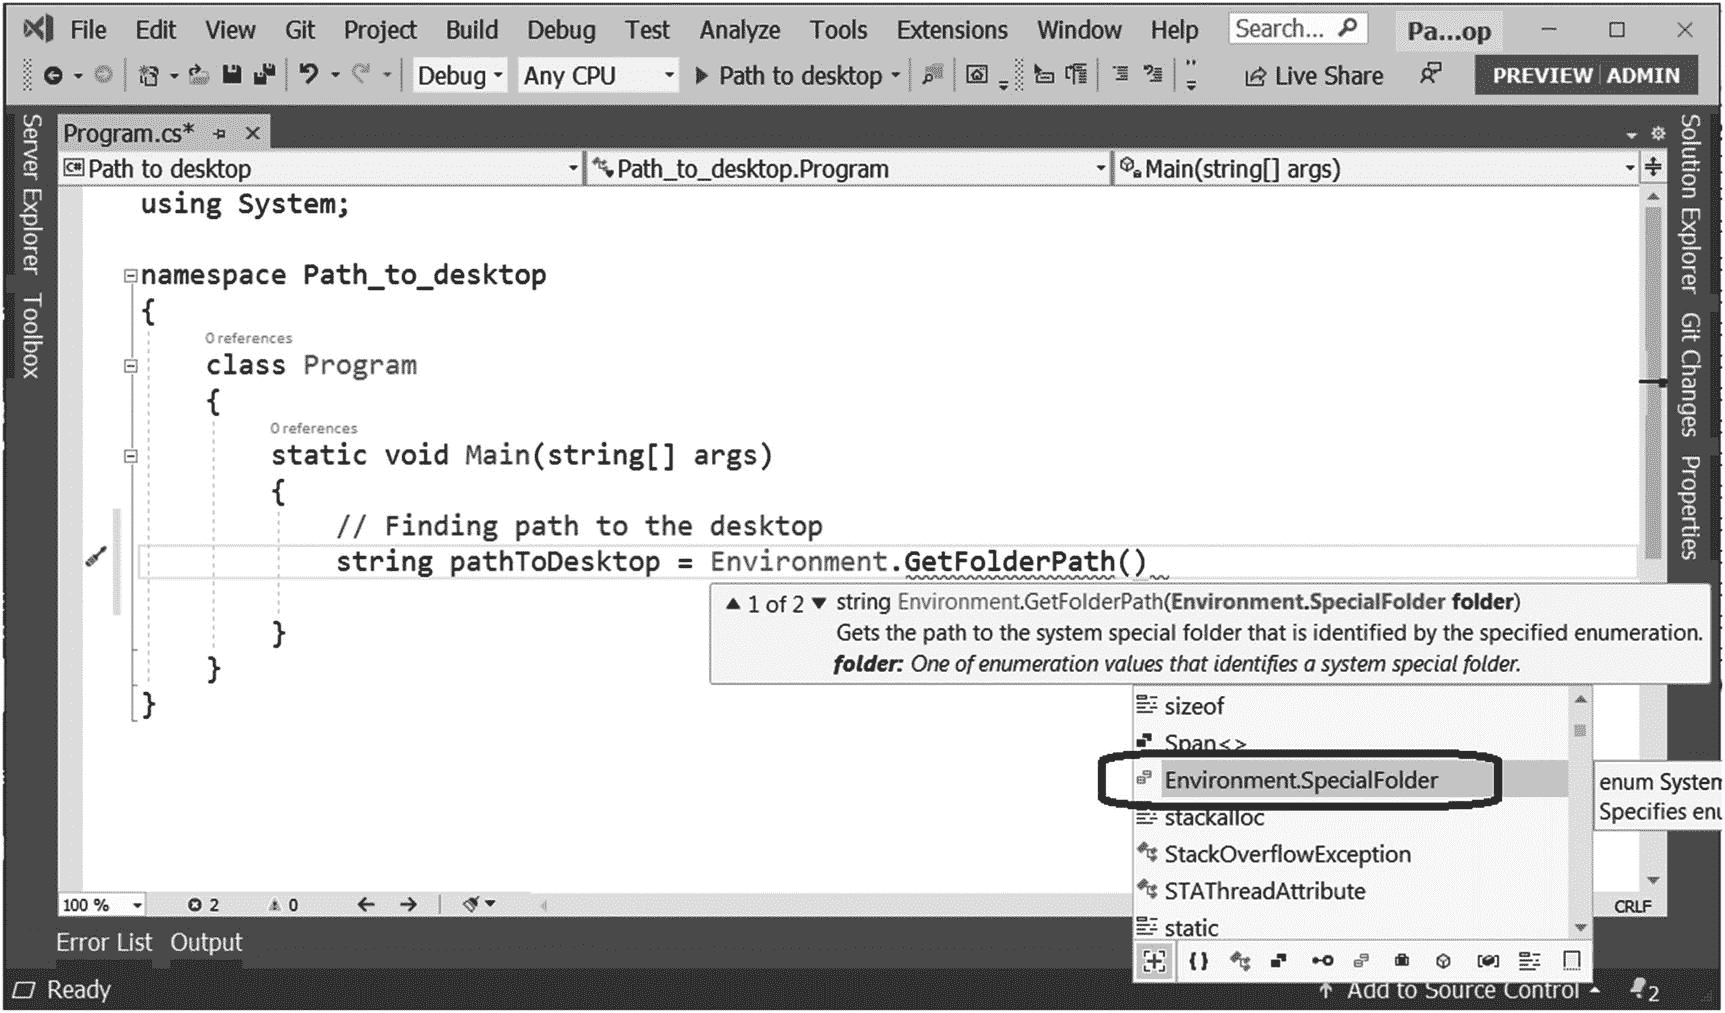 File Edit View Git Project Build Debug Test Analyze Tools Extensions Window Help Search... Pa...op
Debug Any CPU Path to desktop Live Share PREVIEW ADMIN
Server Explorer
Toolbox
Program.cs*
C# Path to desktop Path_to_desktop.Program Main(string[] args)
using System;
namespace Path_to_desktop
{
0 references
class Program
{
0 references
static void Main(string[] args)
{
// Finding path to the desktop
string pathToDesktop = Environment.GetFolderPath()
}
}
}
1 of 2 string Environment.GetFolderPath(Environment.SpecialFolder folder)
Gets the path to the system special folder that is identified by the specified enumeration.
folder: One of enumeration values that identifies a system special folder.
sizeof
Span<>
Environment.SpecialFolder
stackalloc
StackOverflowException
STAThreadAttribute
static
enum System
Specifies enu
Solution Explorer
Git Changes
Properties
100 % 2 0 CRLF
Error List Output
Ready Add to Source Control 2